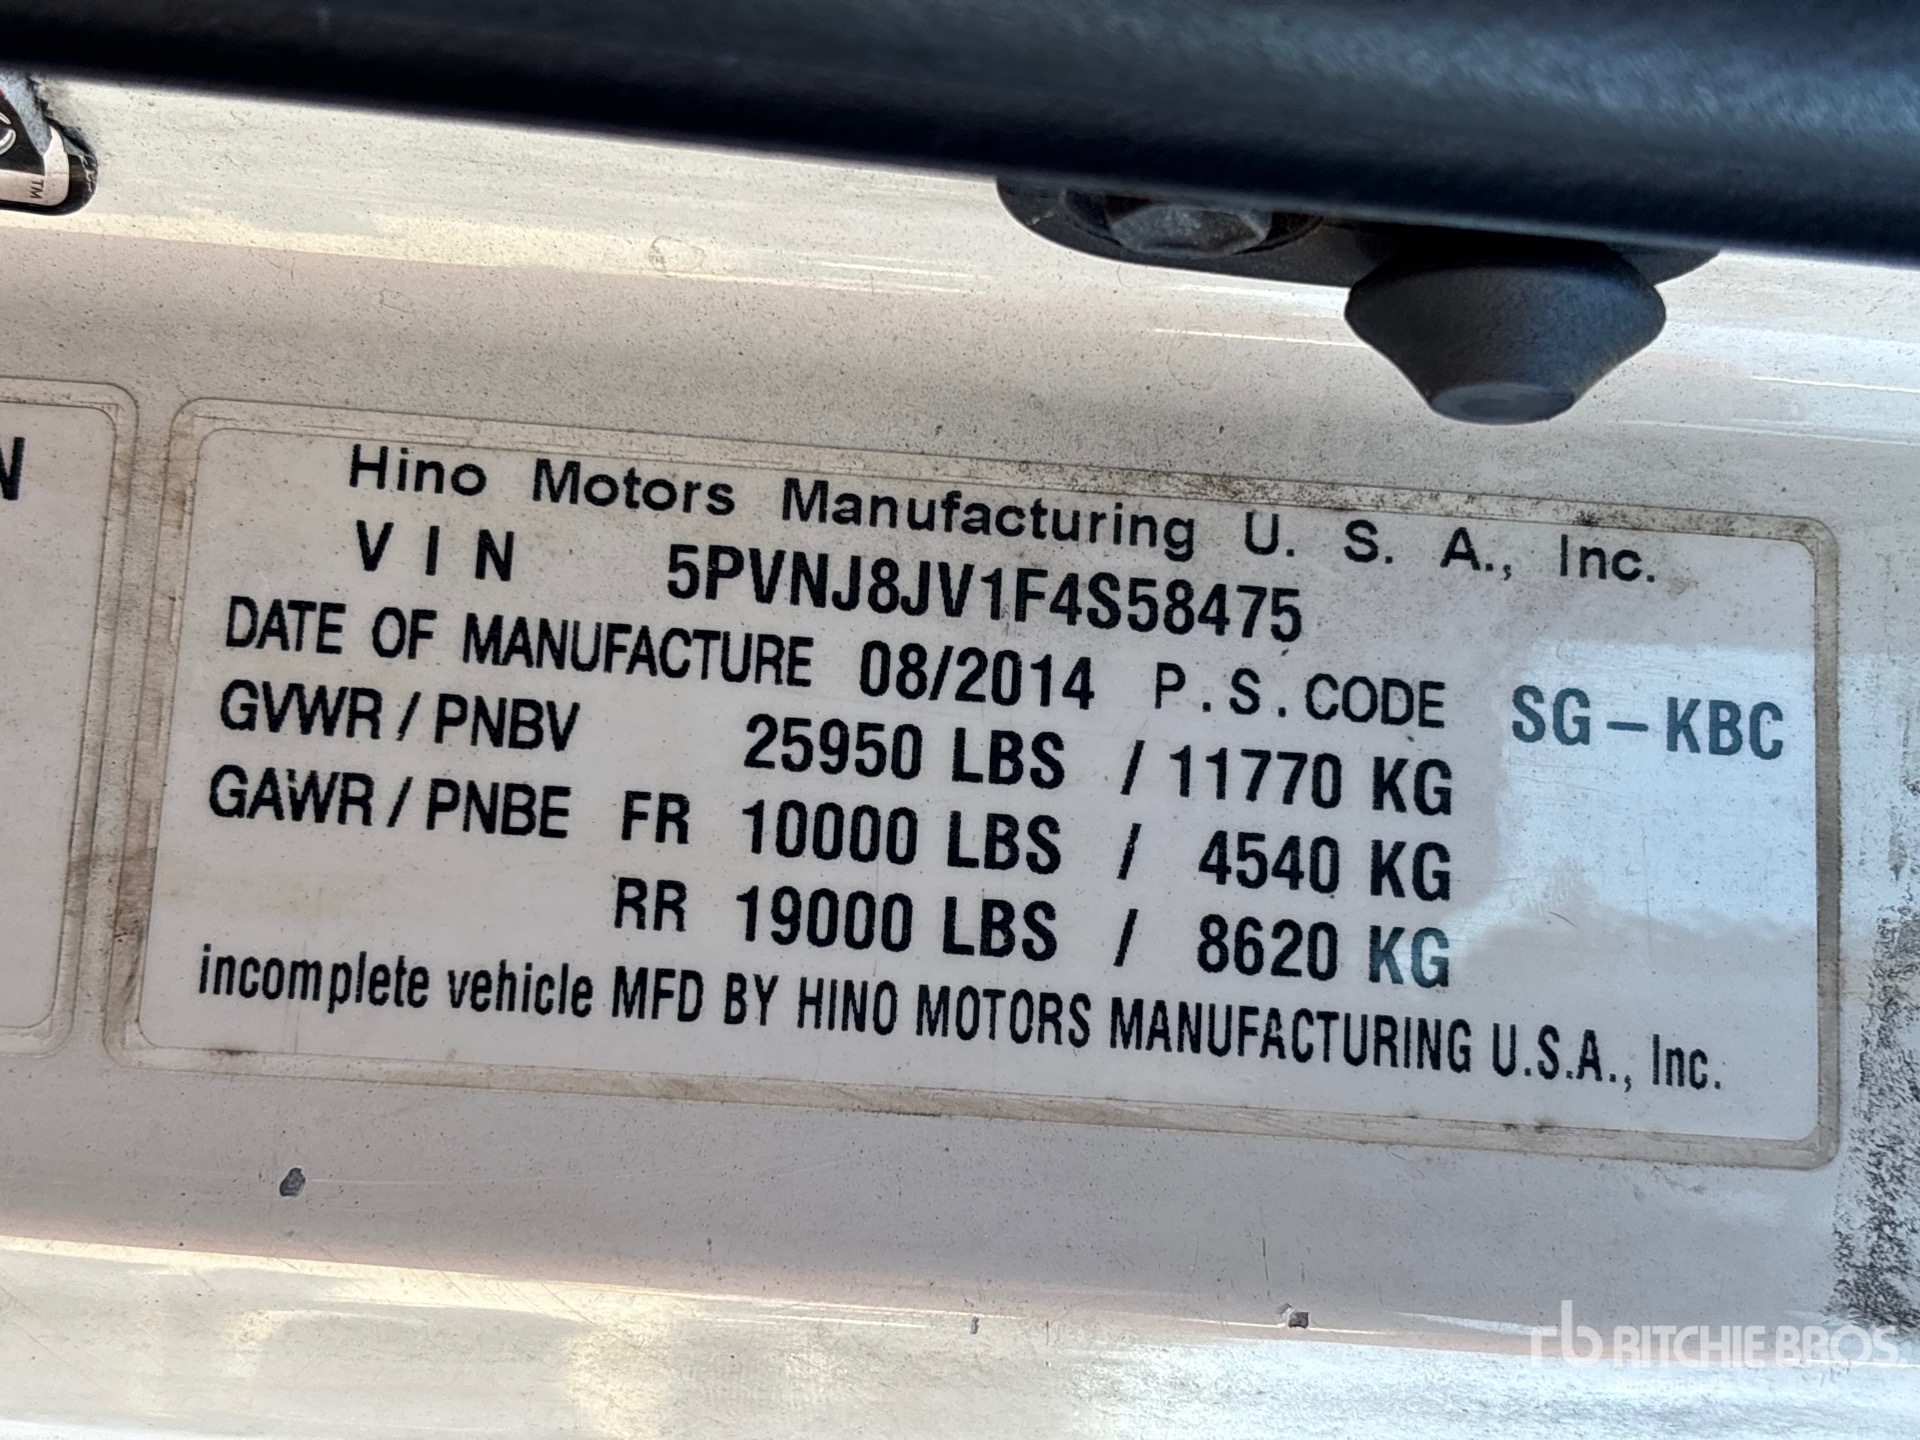 TM
N
Hino Motors Manufacturing U. S. A., Inc.
V I N 5PVNJ8JV1F4S58475
DATE OF MANUFACTURE 08/2014 P.S.CODE SG-KBC
GVWR / PNBV 25950 LBS / 11770 KG
GAWR / PNBE FR 10000 LBS / 4540 KG
RR 19000 LBS / 8620 KG
incomplete vehicle MFD BY HINO MOTORS MANUFACTURING U.S.A., Inc.
rb RITCHIE BROS.